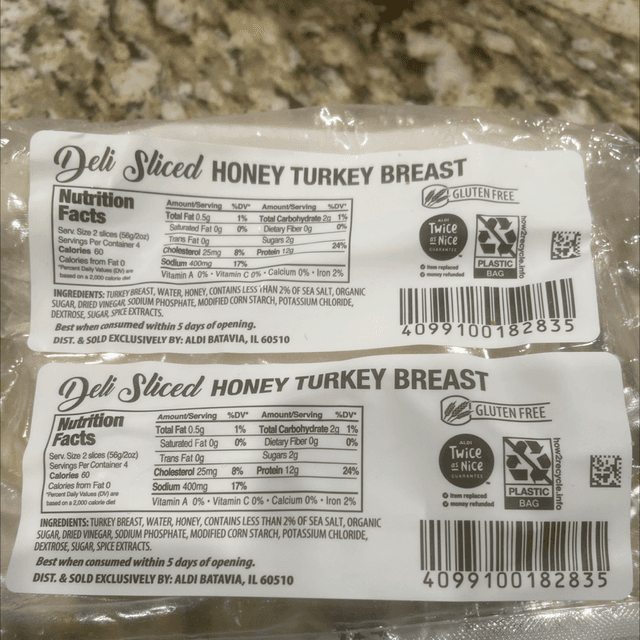 Deli Sliced HONEY TURKEY BREAST
Nutrition Facts
Serv. Size 2 slices (56g/2oz)
Servings Per Container 4
Calories 60
Calories from Fat 0
*Percent Daily Values (DV) are
based on a 2,000 calorie diet
Amount/Serving %DV* Amount/Serving %DV*
Total Fat 0.5g 1% Total Carbohydrate 2g 1%
Saturated Fat 0g 0% Dietary Fiber 0g 0%
Trans Fat 0g Sugars 2g
Cholesterol 25mg 8% Protein 12g 24%
Sodium 400mg 17%
Vitamin A 0% • Vitamin C 0% • Calcium 0% • Iron 2%
INGREDIENTS: TURKEY BREAST, WATER, HONEY, CONTAINS LESS THAN 2% OF SEA SALT, ORGANIC
SUGAR, DRIED VINEGAR, SODIUM PHOSPHATE, MODIFIED CORN STARCH, POTASSIUM CHLORIDE,
DEXTROSE, SUGAR, SPICE EXTRACTS.
Best when consumed within 5 days of opening.
DIST. & SOLD EXCLUSIVELY BY: ALDI BATAVIA, IL 60510
GLUTEN FREE
ALDI
TWICE
as NICE
GUARANTEE
item replaced
money refunded
PLASTIC
BAG
how2recycle.info
4099100182835
Deli Sliced HONEY TURKEY BREAST
Nutrition
Facts
Serv. Size 2 slices (56g/2oz)
Servings Per Container 4
Calories 60
Calories from Fat 0
*Percent Daily Values (DV) are
based on a 2,000 calorie diet
Amount/Serving %DV* Amount/Serving %DV*
Total Fat 0.5g 1% Total Carbohydrate 2g 1%
Saturated Fat 0g 0% Dietary Fiber 0g 0%
Trans Fat 0g Sugars 2g
Cholesterol 25mg 8% Protein 12g 24%
Sodium 400mg 17%
Vitamin A 0% • Vitamin C 0% • Calcium 0% • Iron 2%
INGREDIENTS: TURKEY BREAST, WATER, HONEY, CONTAINS LESS THAN 2% OF SEA SALT, ORGANIC
SUGAR, DRIED VINEGAR, SODIUM PHOSPHATE, MODIFIED CORN STARCH, POTASSIUM CHLORIDE,
DEXTROSE, SUGAR, SPICE EXTRACTS.
Best when consumed within 5 days of opening.
DIST. & SOLD EXCLUSIVELY BY: ALDI BATAVIA, IL 60510
GLUTEN FREE
ALDI
TWICE
as NICE
GUARANTEE
item replaced
money refunded
PLASTIC
BAG
how2recycle.info
4099100182835